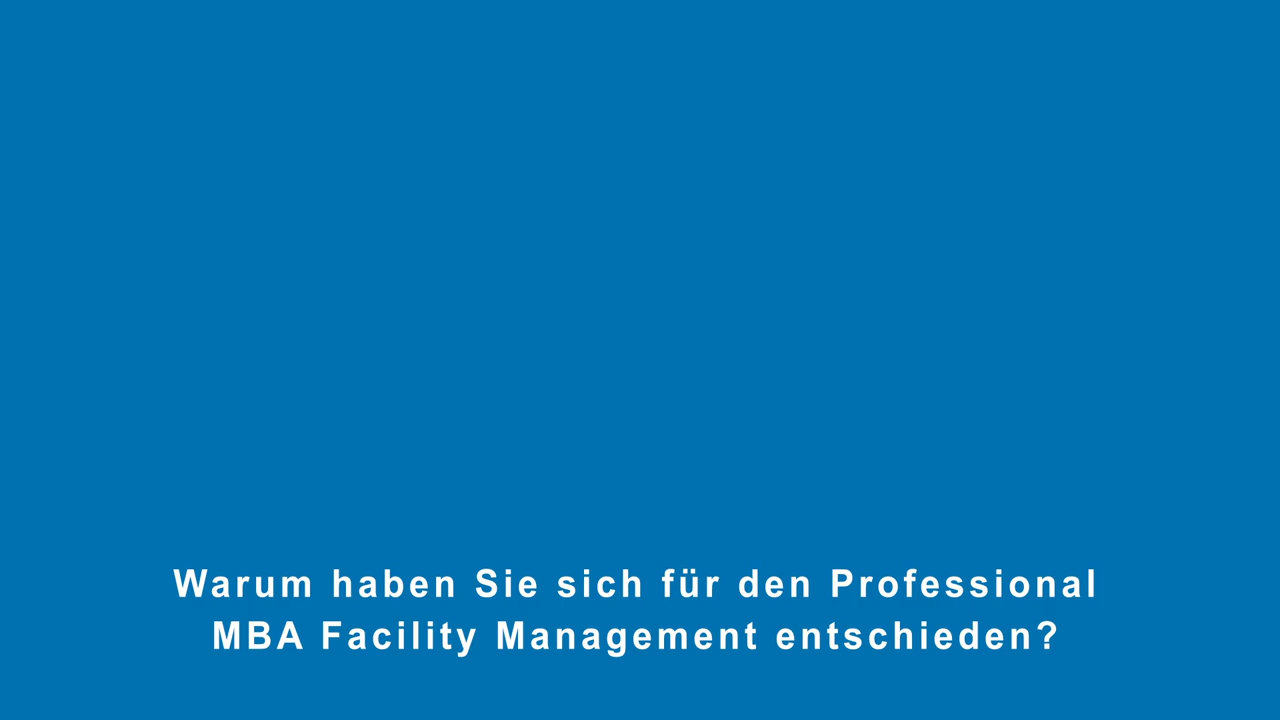 Warum haben Sie sich für den Professional
MBA Facility Management entschieden?